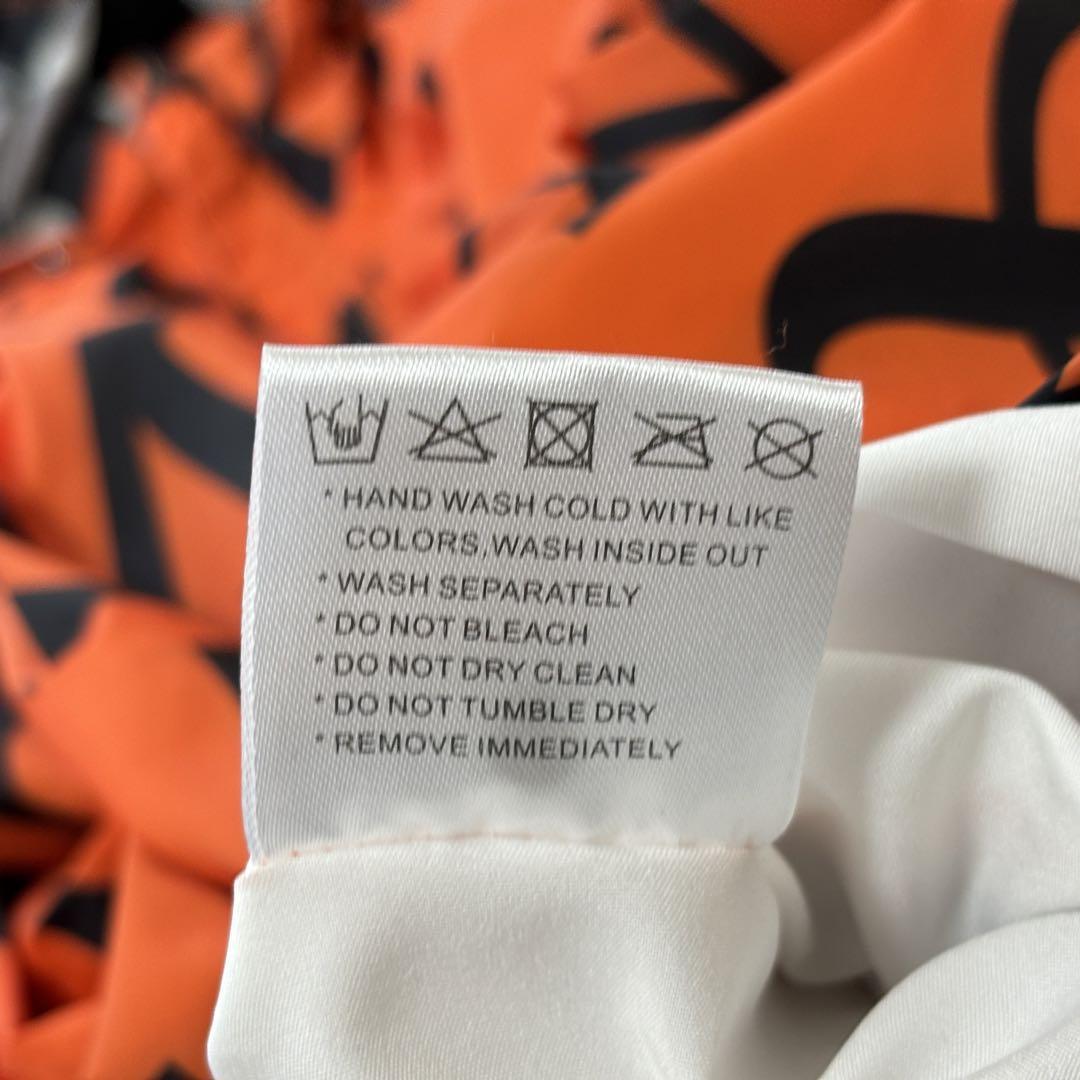 * HAND WASH COLD WITH LIKE
COLORS,WASH INSIDE OUT
* WASH SEPARATELY
* DO NOT BLEACH
* DO NOT DRY CLEAN
* DO NOT TUMBLE DRY
* REMOVE IMMEDIATELY